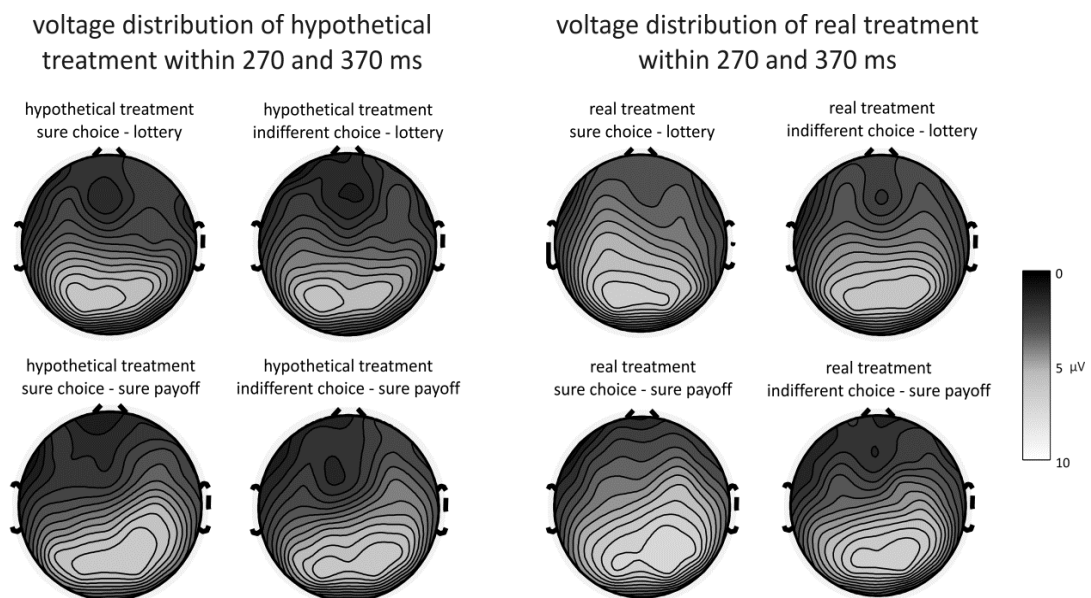 voltage distribution of hypothetical
treatment within 270 and 370 ms
voltage distribution of real treatment
within 270 and 370 ms
hypothetical treatment
sure choice - lottery
hypothetical treatment
indifferent choice - lottery
real treatment
sure choice - lottery
real treatment
indifferent choice - lottery
hypothetical treatment
sure choice - sure payoff
hypothetical treatment
indifferent choice - sure payoff
real treatment
sure choice - sure payoff
real treatment
indifferent choice - sure payoff
0
5 μV
10